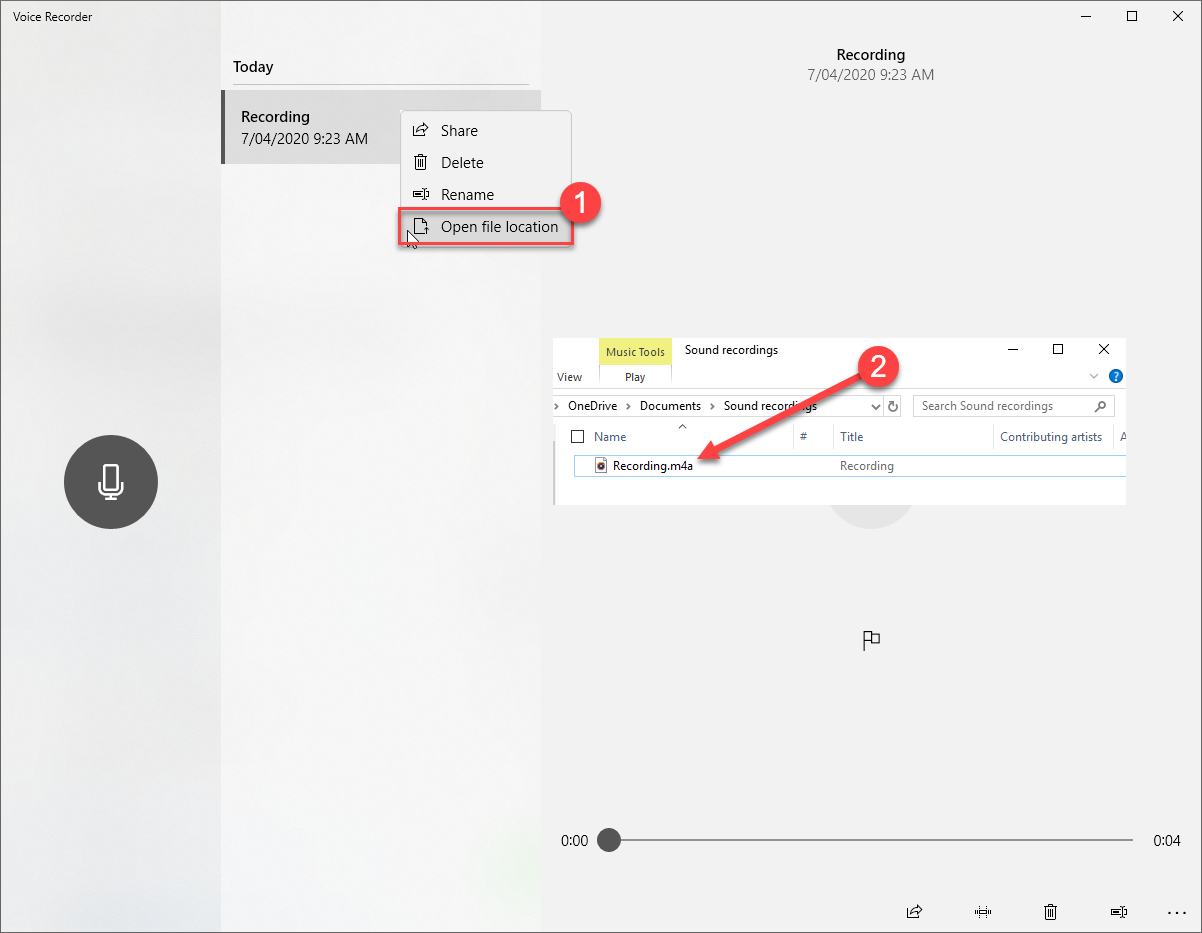 Voice Recorder
Today
Recording
7/04/2020 9:23 AM
Share
Delete
Rename
Open file location
1
Recording
7/04/2020 9:23 AM
Music Tools
Sound recordings
View
Play
?
2
OneDrive
Documents
Sound recordings
Search Sound recordings
Name
#
Title
Contributing artists
A
Recording.m4a
Recording
0:00
0:04